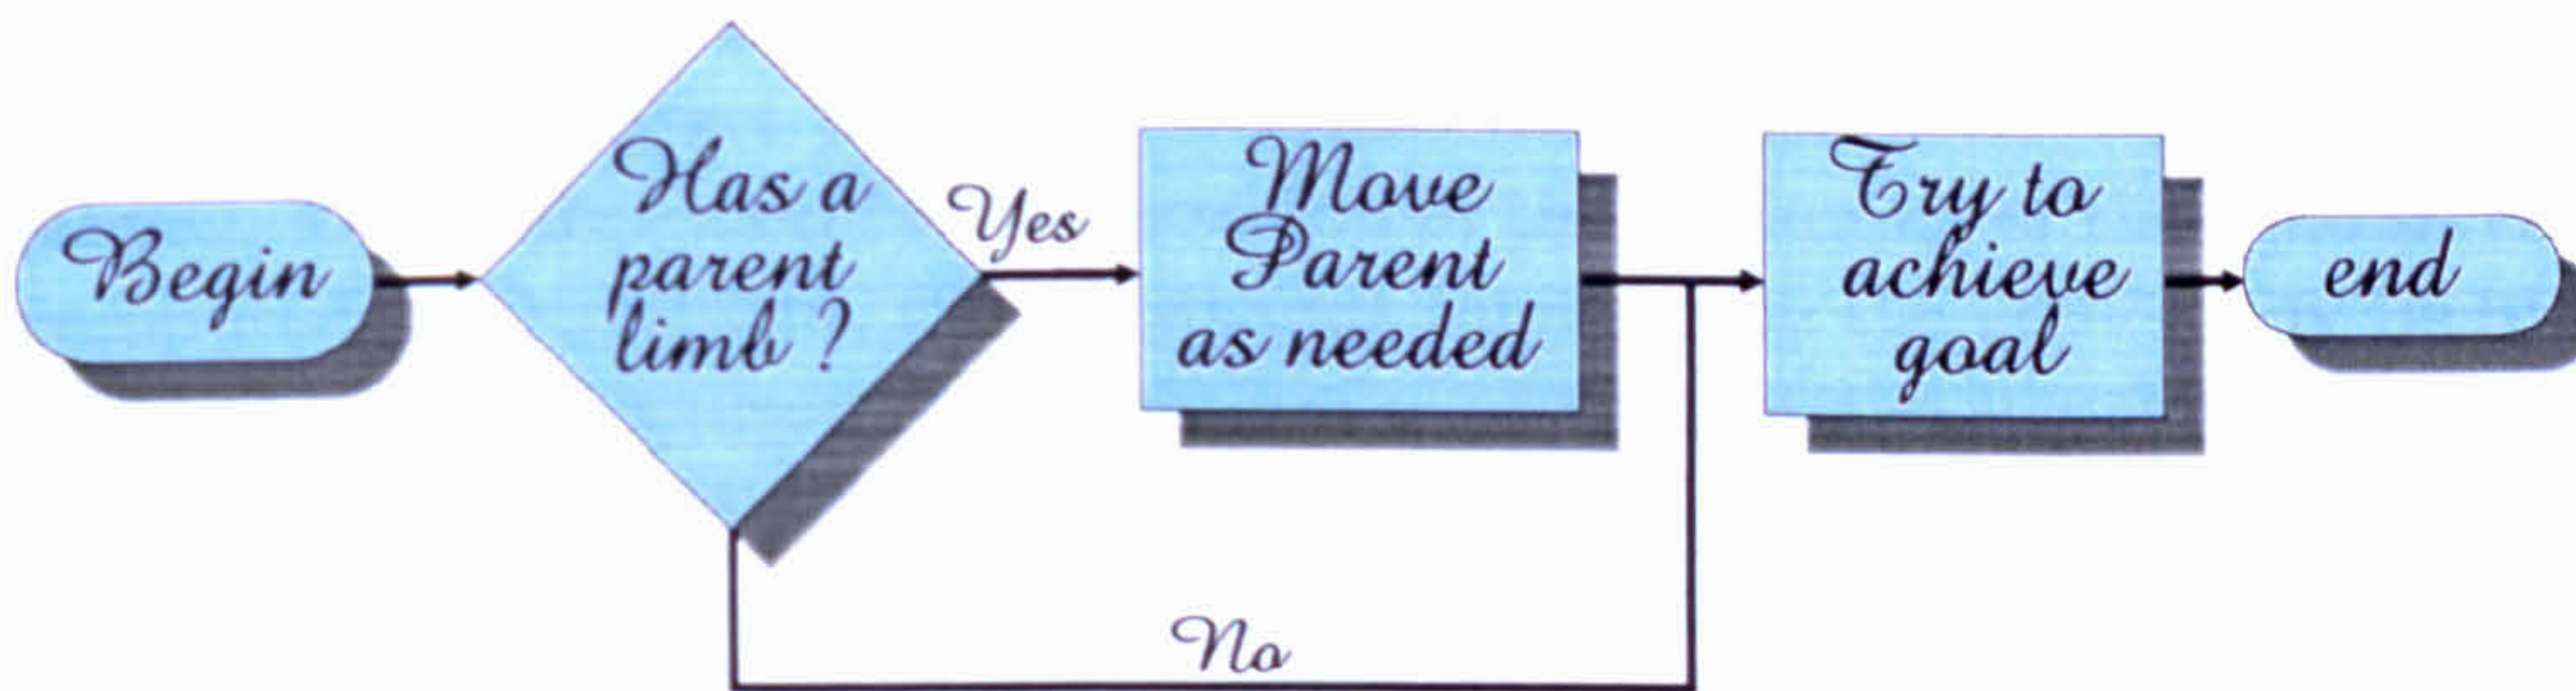 Begin
Has a
parent
limb ?
Yes
Move
Parent
as needed
Try to
achieve
goal
end
No